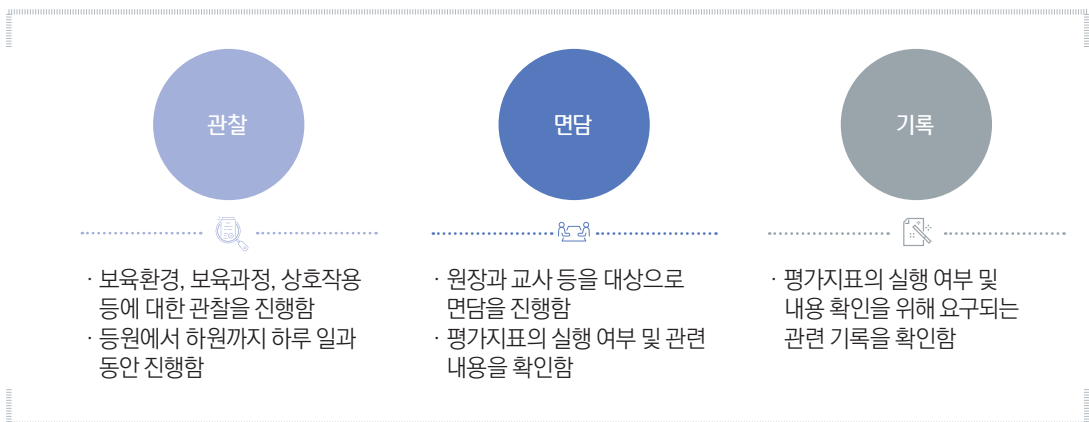 관찰
· 보육환경, 보육과정, 상호작용
등에 대한 관찰을 진행함
· 등원에서 하원까지 하루 일과
동안 진행함
면담
· 원장과 교사 등을 대상으로
면담을 진행함
· 평가지표의 실행 여부 및 관련
내용을 확인함
기록
· 평가지표의 실행 여부 및
내용 확인을 위해 요구되는
관련 기록을 확인함